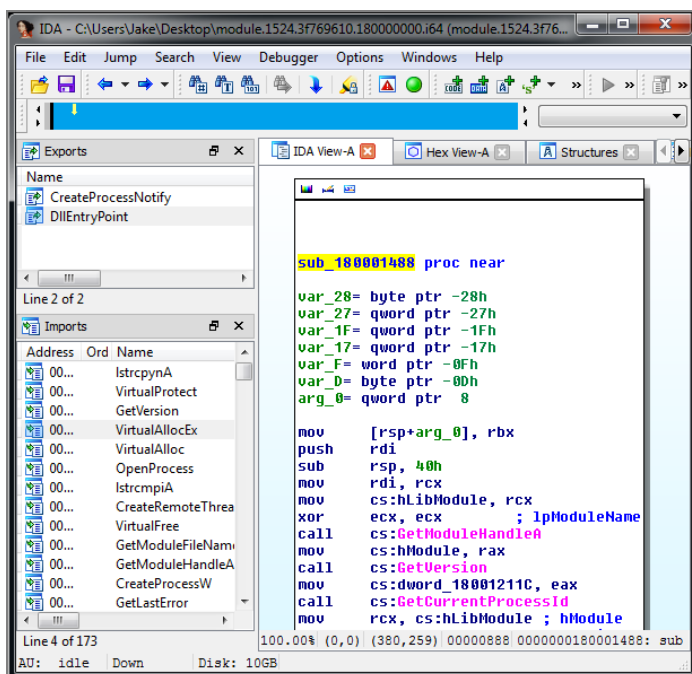 IDA - C:\Users\Jake\Desktop\module.1524.3f769610.180000000.i64 (module.1524.3f76...
File Edit Jump Search View Debugger Options Windows Help
Exports
Name
CreateProcessNotify
DllEntryPoint
Line 2 of 2
Imports
Address Ord Name
00... lstrcpynA
00... VirtualProtect
00... GetVersion
00... VirtualAllocEx
00... VirtualAlloc
00... OpenProcess
00... lstrcmpiA
00... CreateRemoteThrea
00... VirtualFree
00... GetModuleFileNam
00... GetModuleHandleA
00... CreateProcessW
00... GetLastError
Line 4 of 173
IDA View-A Hex View-A Structures
sub_180001488 proc near
var_28= byte ptr -28h
var_27= qword ptr -27h
var_1F= qword ptr -1Fh
var_17= qword ptr -17h
var_F= word ptr -0Fh
var_D= byte ptr -0Dh
arg_0= qword ptr 8
mov [rsp+arg_0], rbx
push rdi
sub rsp, 40h
mov rdi, rcx
mov cs:hLibModule, rcx
xor ecx, ecx ; lpModuleName
call cs:GetModuleHandleA
mov cs:hModule, rax
call cs:GetVersion
mov cs:dword_18001211C, eax
call cs:GetCurrentProcessId
mov rcx, cs:hLibModule ; hModule
100.00% (0,0) (380,259) 00000888 0000000180001488: sub
AU: idle Down Disk: 10GB